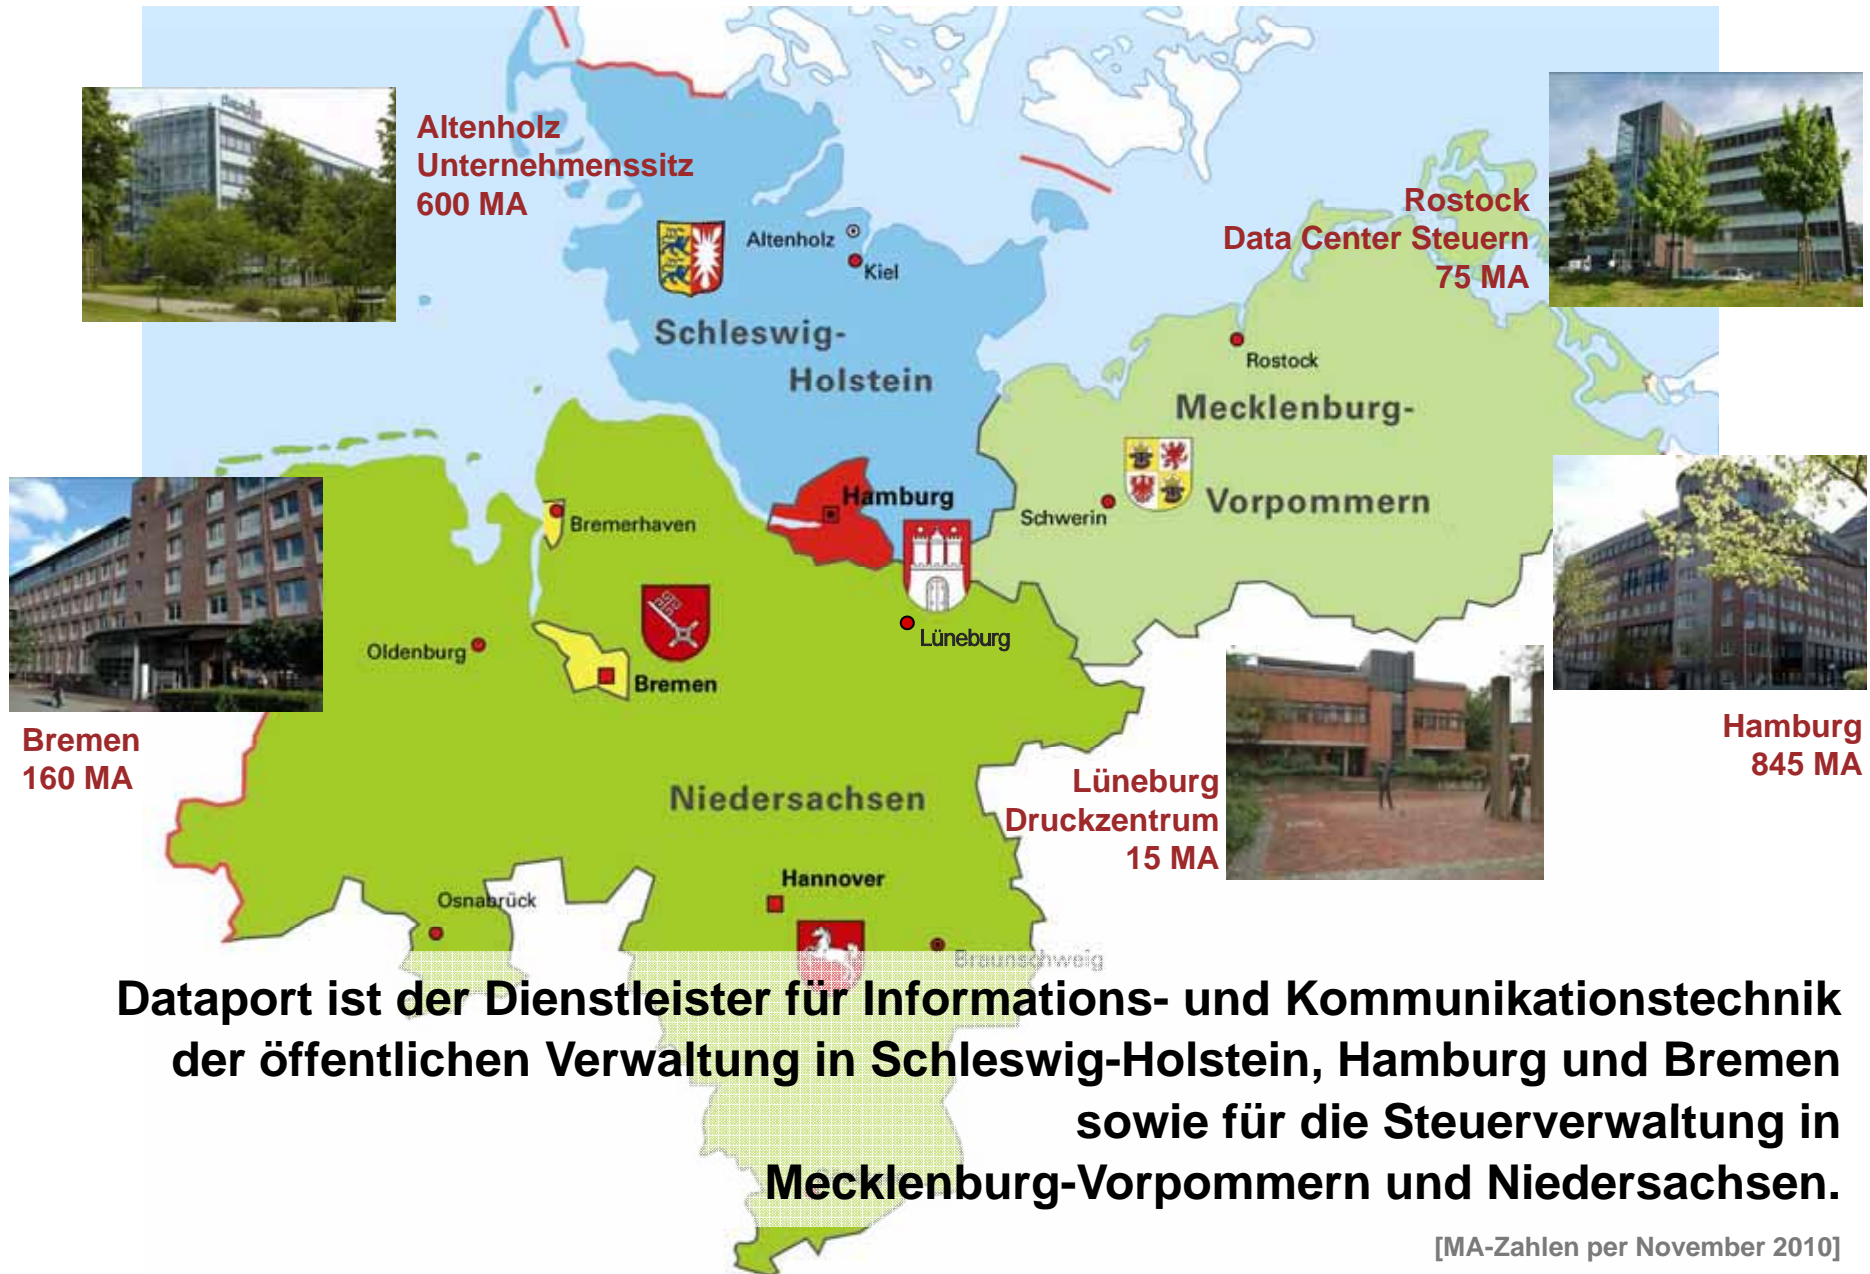 Altenholz
Unternehmenssitz
600 MA
Rostock
Data Center Steuern
75 MA
Altenholz
Kiel
Schleswig-
Holstein
Rostock
Mecklenburg-
Vorpommern
Schwerin
Hamburg
Bremerhaven
Oldenburg
Bremen
Lüneburg
Bremen
160 MA
Hamburg
845 MA
Lüneburg
Druckzentrum
15 MA
Niedersachsen
Hannover
Osnabrück
Braunschweig
Dataport ist der Dienstleister für Informations- und Kommunikationstechnik
der öffentlichen Verwaltung in Schleswig-Holstein, Hamburg und Bremen
sowie für die Steuerverwaltung in
Mecklenburg-Vorpommern und Niedersachsen.
[MA-Zahlen per November 2010]